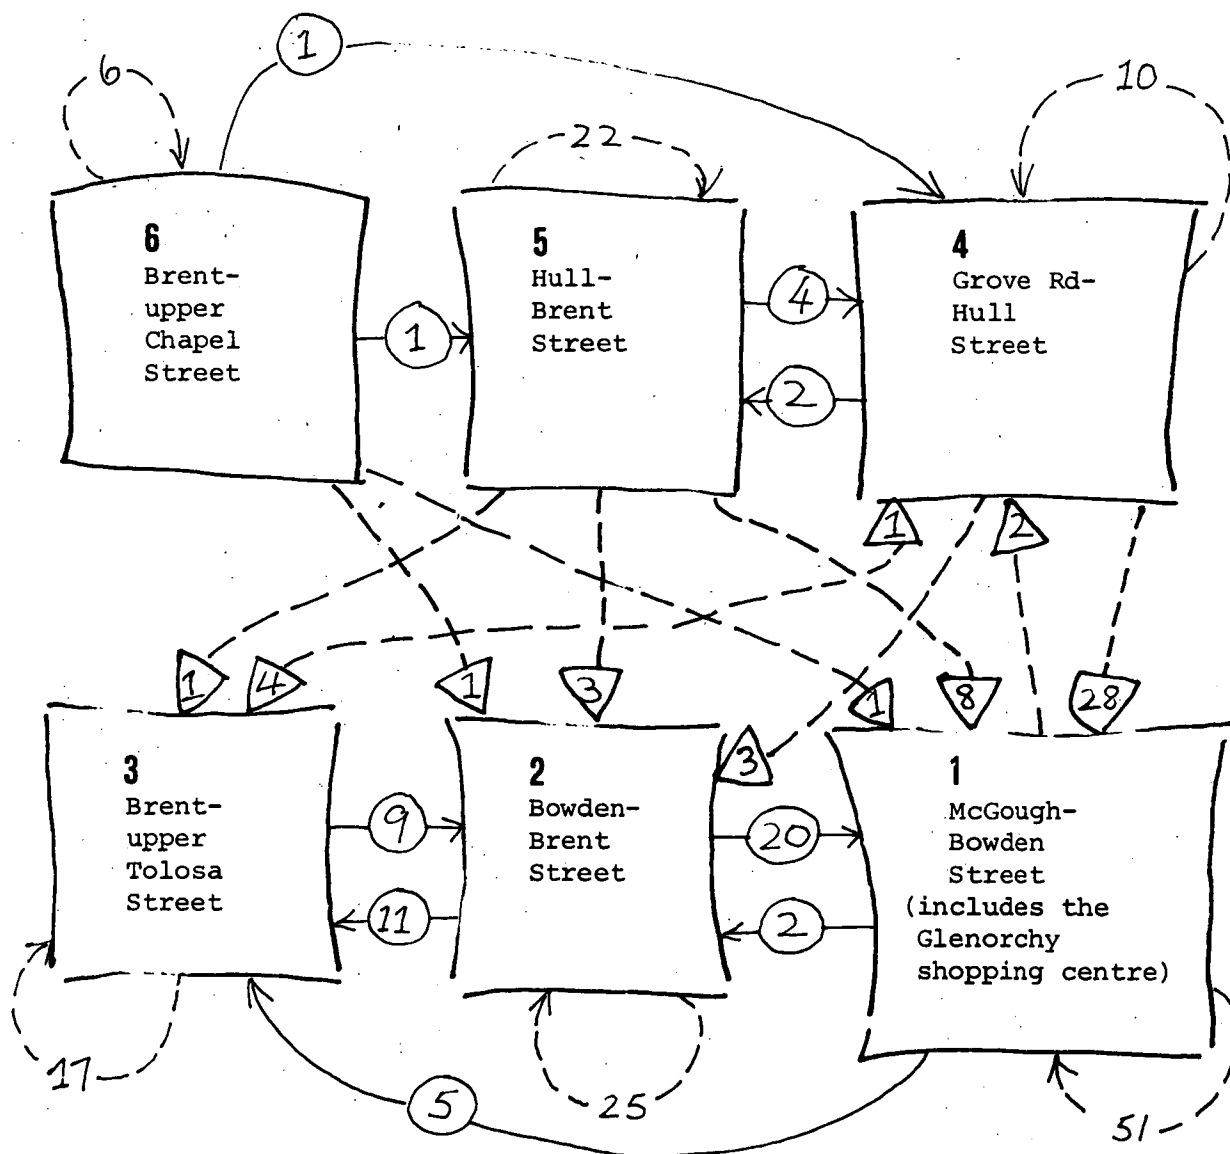 1
6
10
22
6
Brent-
upper
Chapel
Street
5
Hull-
Brent
Street
4
Grove Rd-
Hull
Street
1
4
2
1
2
1
4
1
3
1
8
28
3
3
Brent-
upper
Tolosa
Street
2
Bowden-
Brent
Street
1
McGough-
Bowden
Street
(includes the
Glenorchy
shopping centre)
9
20
11
2
17
5
25
51